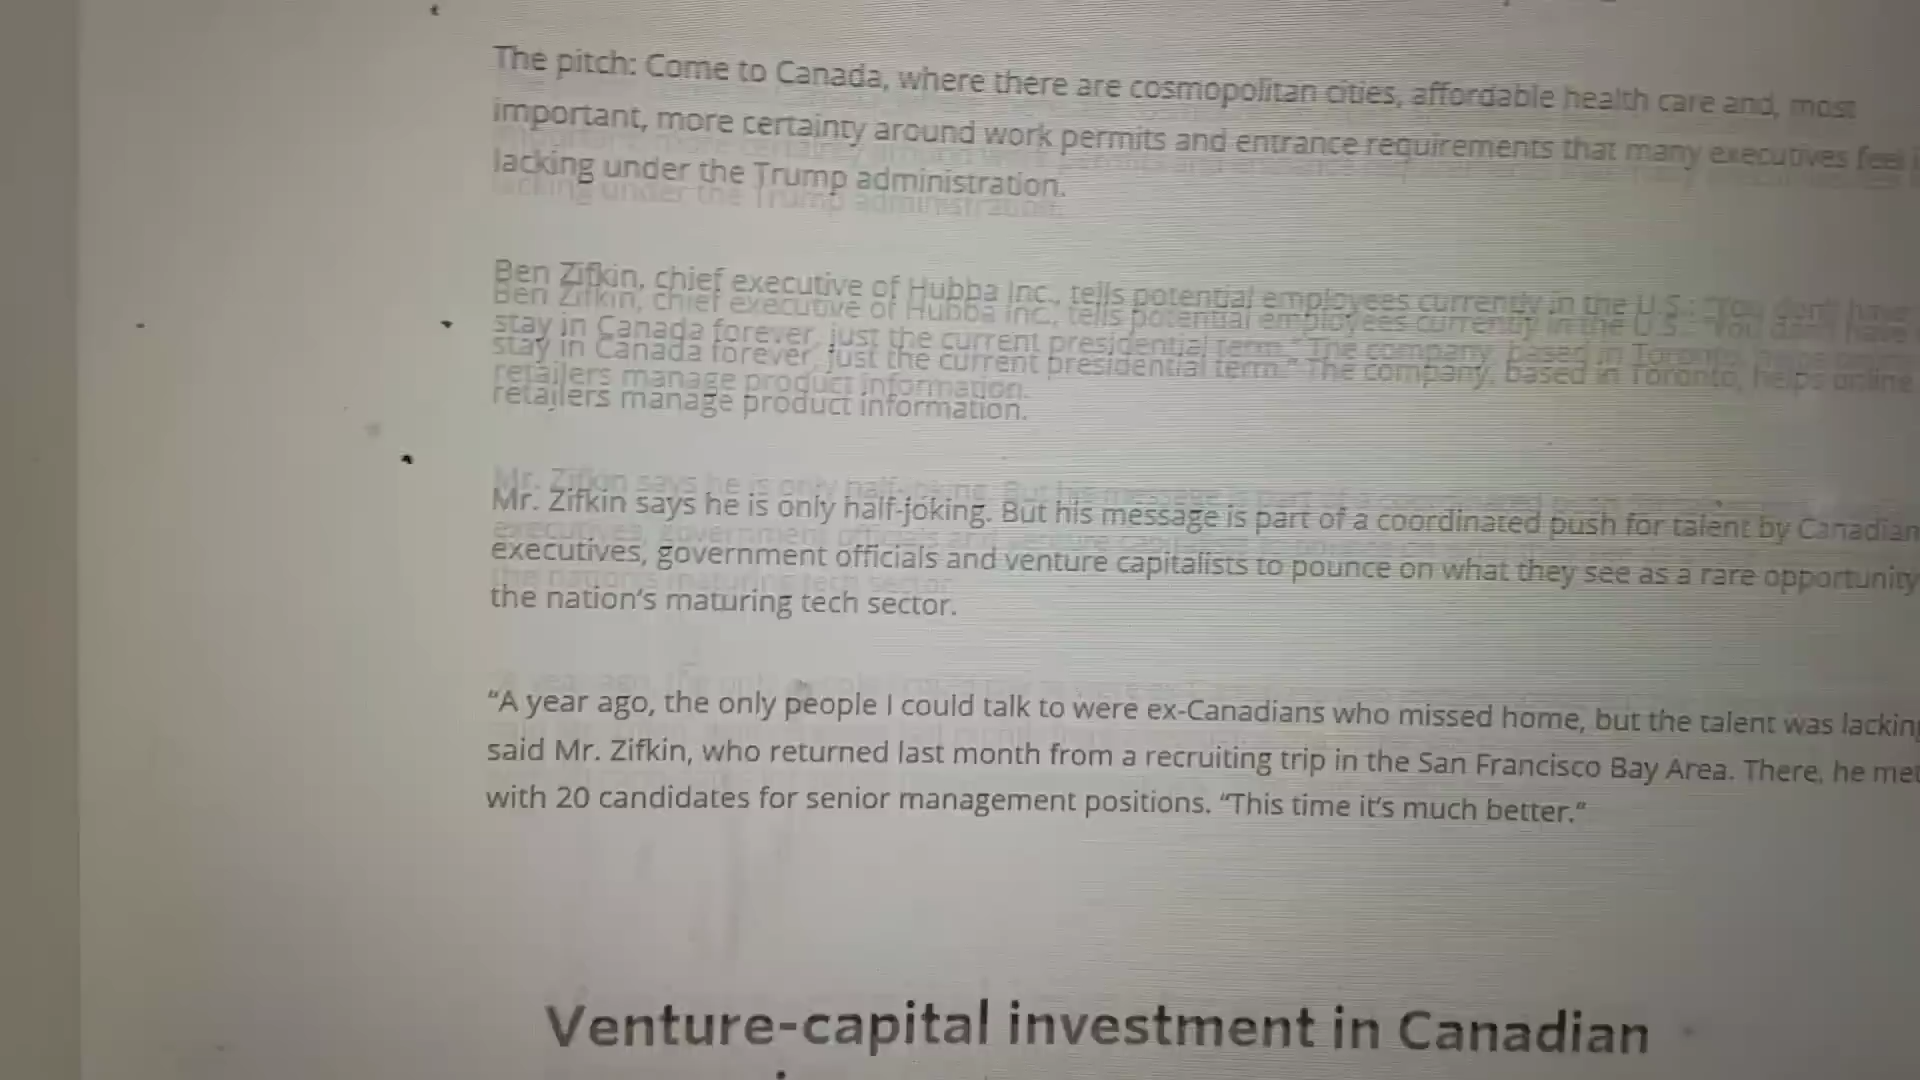 The pitch: Come to Canada, where there are cosmopolitan cities, affordable health care and, most
important, more certainty around work permits and entrance requirements that many executives feel
lacking under the Trump administration.
Ben Zifkin, chief executive of Hubba Inc., tells potential employees currently in the U.S.: "You don't have
stay in Canada forever, just the current presidential term." The company, based in Toronto, helps online
retailers manage product information.
Mr. Zifkin says he is only half-joking. But his message is part of a coordinated push for talent by Canadian
executives, government officials and venture capitalists to pounce on what they see as a rare opportunity
the nation's maturing tech sector.
“A year ago, the only people I could talk to were ex-Canadians who missed home, but the talent was lacking
said Mr. Zifkin, who returned last month from a recruiting trip in the San Francisco Bay Area. There, he met
with 20 candidates for senior management positions. “This time it's much better.”
Venture-capital investment in Canadian